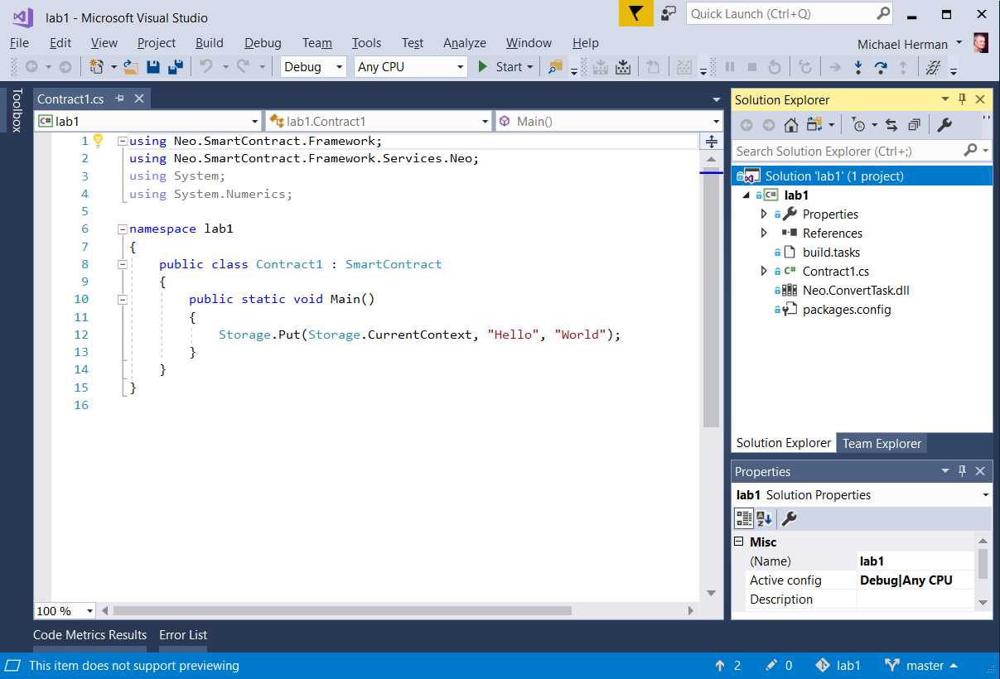 lab1 - Microsoft Visual Studio
Quick Launch (Ctrl+Q)
File Edit View Project Build Debug Team Tools Test Analyze Window Help
Michael Herman
Debug Any CPU Start
Toolbox
Contract1.cs
lab1 lab1.Contract1 Main()
1 using Neo.SmartContract.Framework;
2 using Neo.SmartContract.Framework.Services.Neo;
3 using System;
4 using System.Numerics;
5
6 namespace lab1
7 {
8 public class Contract1 : SmartContract
9 {
10 public static void Main()
11 {
12 Storage.Put(Storage.CurrentContext, "Hello", "World");
13 }
14 }
15 }
16
100 %
Solution Explorer
Search Solution Explorer (Ctrl+;)
Solution 'lab1' (1 project)
C# lab1
Properties
References
build.tasks
C# Contract1.cs
Neo.ConvertTask.dll
packages.config
Solution Explorer Team Explorer
Properties
lab1 Solution Properties
Misc
(Name) lab1
Active config Debug|Any CPU
Description
Code Metrics Results Error List
This item does not support previewing
2 0 lab1 master